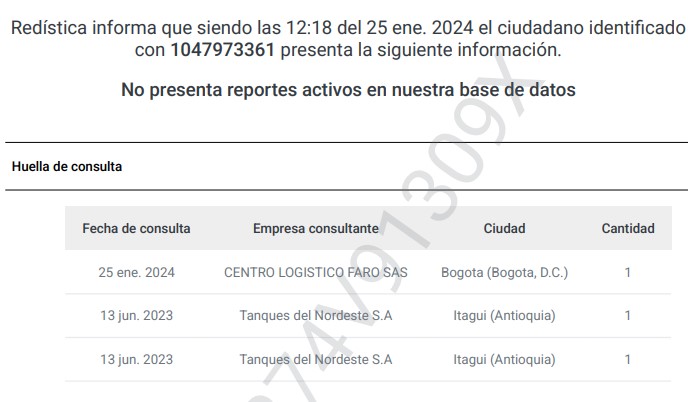 Redística informa que siendo las 12:18 del 25 ene. 2024 el ciudadano identificado
con 1047973361 presenta la siguiente información.
No presenta reportes activos en nuestra base de datos
Huella de consulta
Fecha de consulta Empresa consultante Ciudad Cantidad
25 ene. 2024 CENTRO LOGISTICO FARO SAS Bogota (Bogota, D.C.) 1
13 jun. 2023 Tanques del Nordeste S.A Itagui (Antioquia) 1
13 jun. 2023 Tanques del Nordeste S.A Itagui (Antioquia) 1